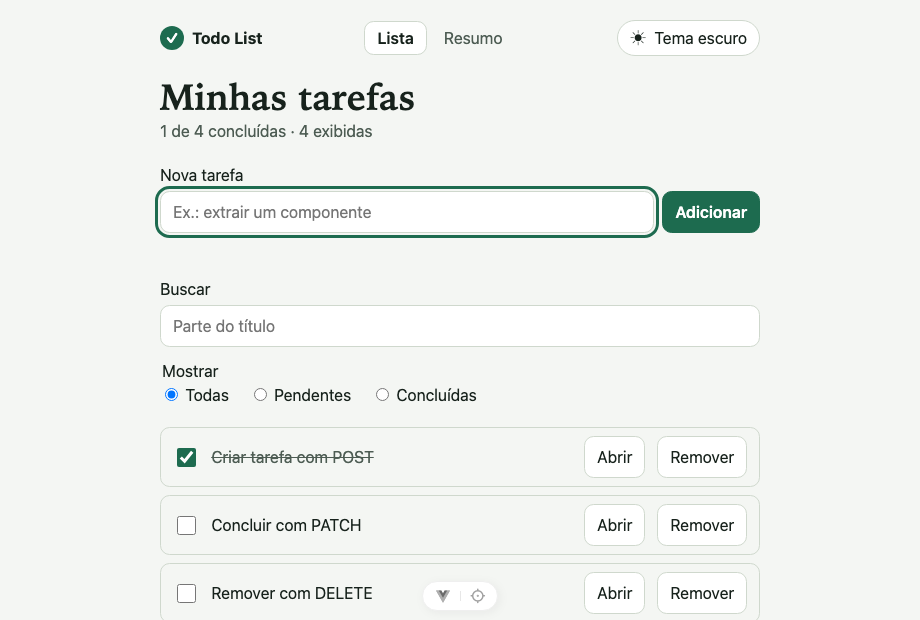 Todo List
Lista
Resumo
Tema escuro
Minhas tarefas
1 de 4 concluídas · 4 exibidas
Nova tarefa
Ex.: extrair um componente
Adicionar
Buscar
Parte do título
Mostrar
Todas
Pendentes
Concluídas
Criar tarefa com POST
Abrir
Remover
Concluir com PATCH
Abrir
Remover
Remover com DELETE
Abrir
Remover